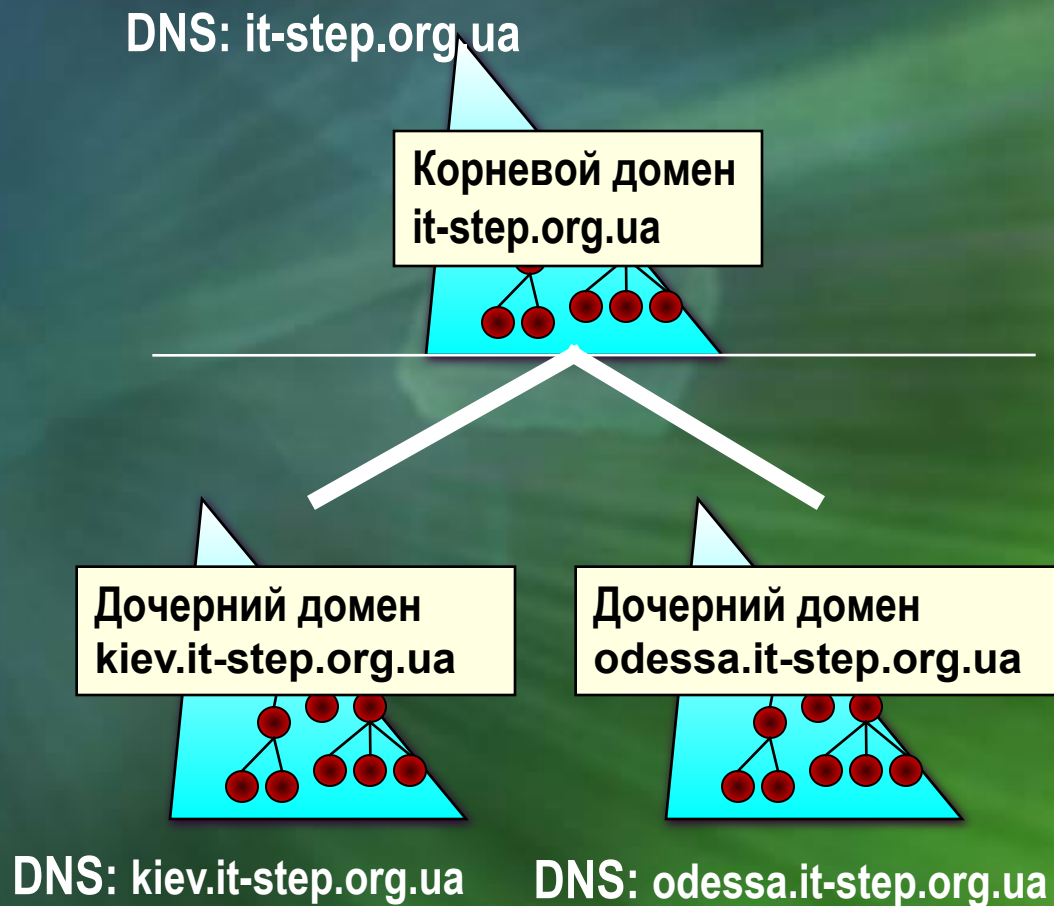 DNS: it-step.org.ua
Корневой домен
it-step.org.ua
Дочерний домен
kiev.it-step.org.ua
Дочерний домен
odessa.it-step.org.ua
DNS: kiev.it-step.org.ua
DNS: odessa.it-step.org.ua